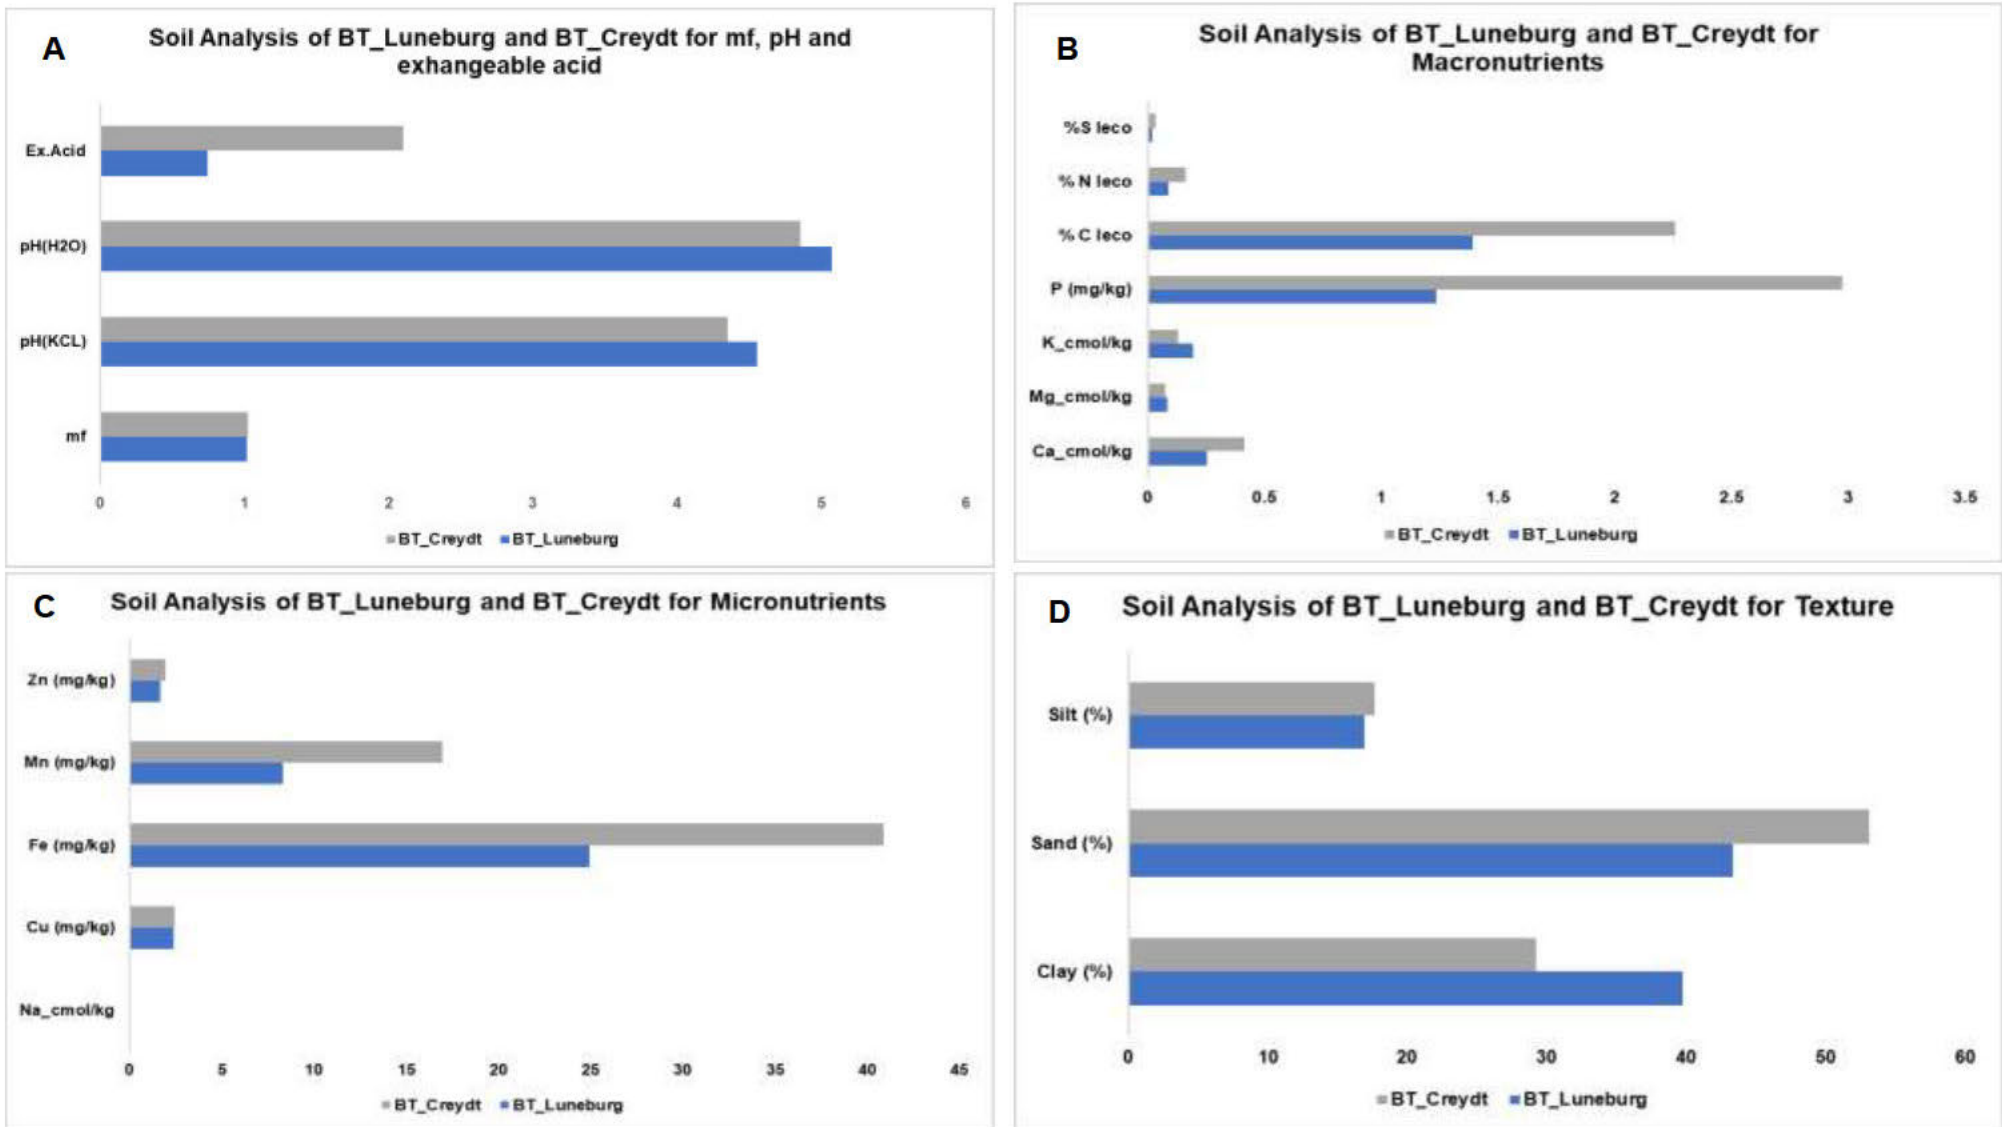 A
Soil Analysis of BT_Luneburg and BT_Creydt for mf, pH and
exhangeable acid
Ex.Acid
pH(H2O)
pH(KCL)
mf
0 1 2 3 4 5 6
BT_Creydt BT_Luneburg
B
Soil Analysis of BT_Luneburg and BT_Creydt for
Macronutrients
%S leco
% N leco
% C leco
P (mg/kg)
K_cmol/kg
Mg_cmol/kg
Ca_cmol/kg
0 0.5 1 1.5 2 2.5 3 3.5
BT_Creydt BT_Luneburg
C
Soil Analysis of BT_Luneburg and BT_Creydt for Micronutrients
Zn (mg/kg)
Mn (mg/kg)
Fe (mg/kg)
Cu (mg/kg)
Na_cmol/kg
0 5 10 15 20 25 30 35 40 45
BT_Creydt BT_Luneburg
D
Soil Analysis of BT_Luneburg and BT_Creydt for Texture
Silt (%)
Sand (%)
Clay (%)
0 10 20 30 40 50 60
BT_Creydt BT_Luneburg